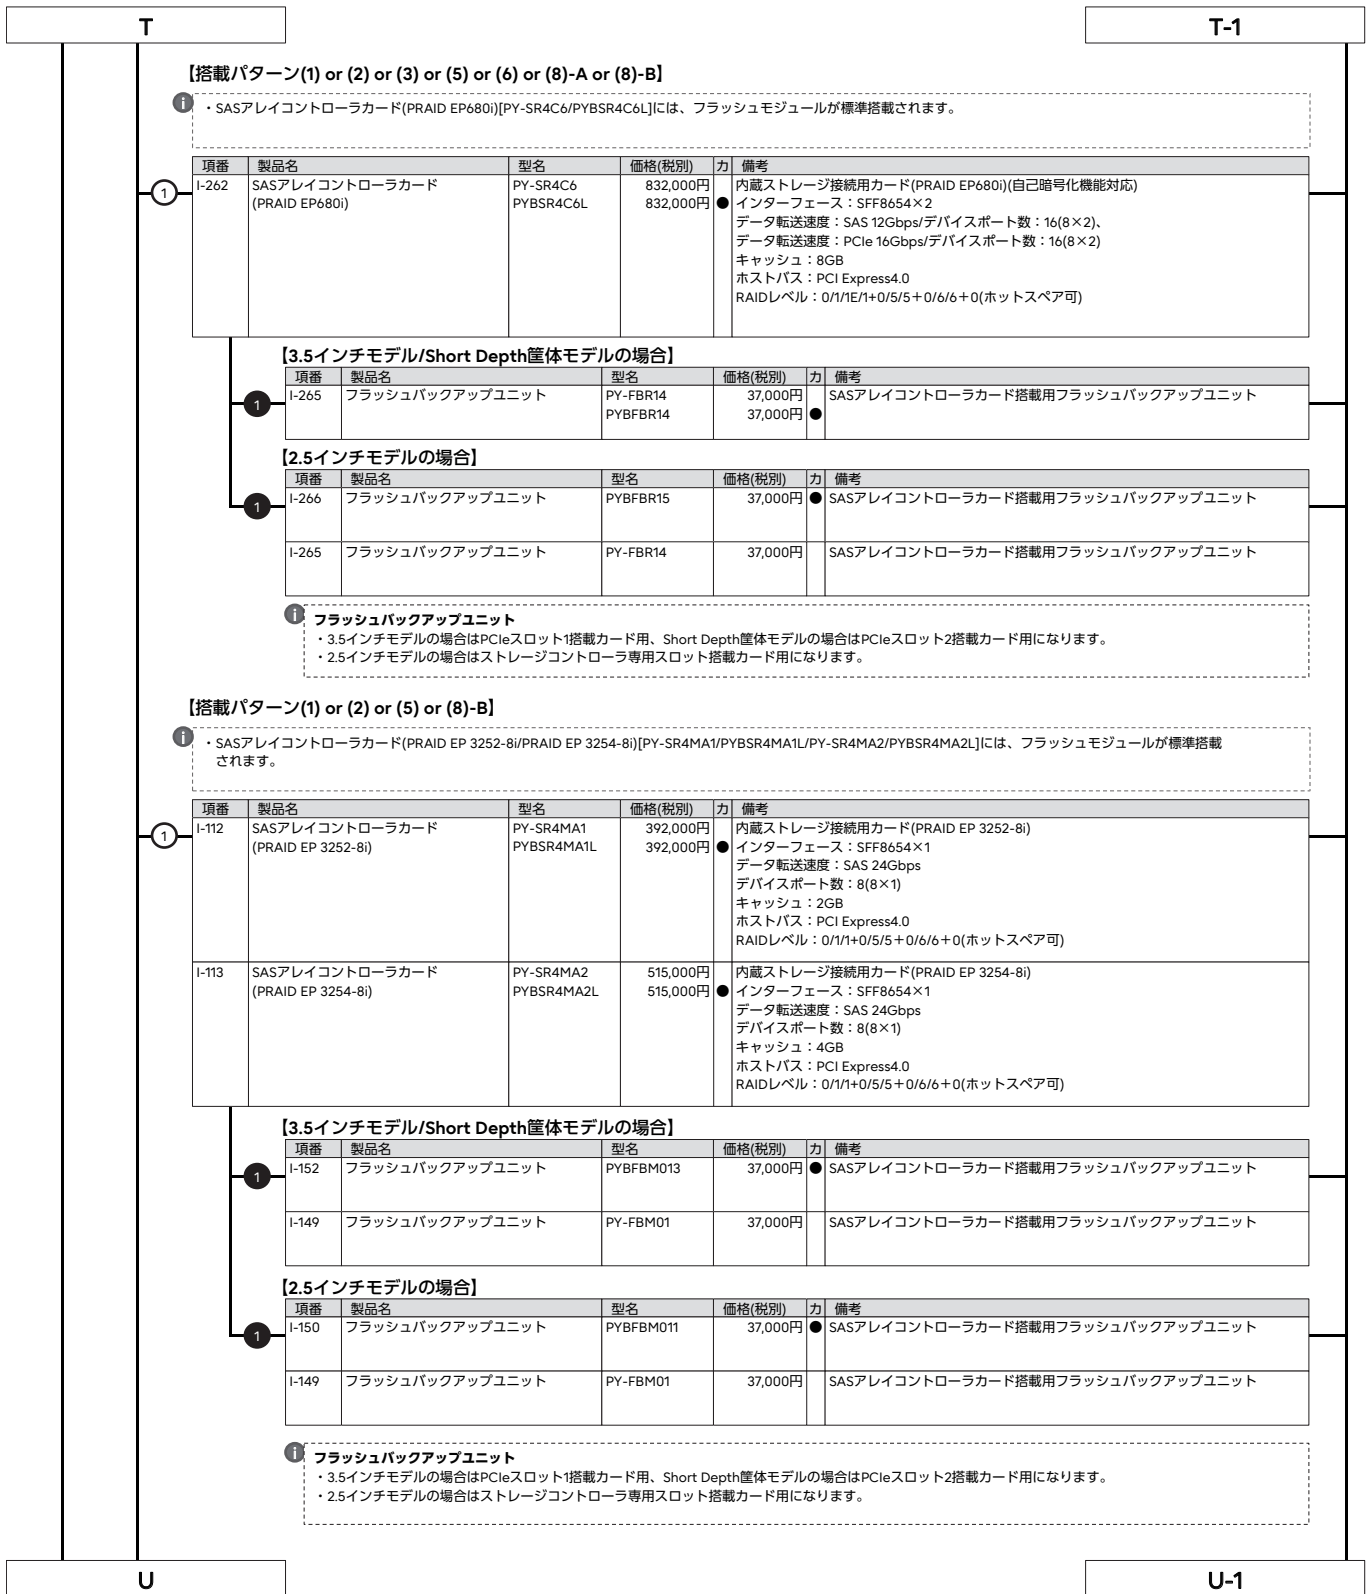 T
T-1
【搭載パターン(1) or (2) or (3) or (5) or (6) or (8)-A or (8)-B】
・SASアレイコントローラカード(PRAID EP680i)[PY-SR4C6/PYBSR4C6L]には、フラッシュモジュールが標準搭載されます。
項番 製品名 型名 価格(税別) カ 備考
1 I-262 SASアレイコントローラカード PY-SR4C6 832,000円 内蔵ストレージ接続用カード(PRAID EP680i)(自己暗号化機能対応)
(PRAID EP680i) PYBSR4C6L 832,000円 ● インターフェース：SFF8654×2
データ転送速度：SAS 12Gbps/デバイスポート数：16(8×2)、
データ転送速度：PCIe 16Gbps/デバイスポート数：16(8×2)
キャッシュ：8GB
ホストバス：PCI Express4.0
RAIDレベル：0/1/1E/1+0/5/5＋0/6/6＋0(ホットスペア可)
【3.5インチモデル/Short Depth筐体モデルの場合】
項番 製品名 型名 価格(税別) カ 備考
1 I-265 フラッシュバックアップユニット PY-FBR14 37,000円 SASアレイコントローラカード搭載用フラッシュバックアップユニット
PYBFBR14 37,000円 ●
【2.5インチモデルの場合】
項番 製品名 型名 価格(税別) カ 備考
1 I-266 フラッシュバックアップユニット PYBFBR15 37,000円 ● SASアレイコントローラカード搭載用フラッシュバックアップユニット
I-265 フラッシュバックアップユニット PY-FBR14 37,000円 SASアレイコントローラカード搭載用フラッシュバックアップユニット
フラッシュバックアップユニット
・3.5インチモデルの場合はPCIeスロット1搭載カード用、Short Depth筐体モデルの場合はPCIeスロット2搭載カード用になります。
・2.5インチモデルの場合はストレージコントローラ専用スロット搭載カード用になります。
【搭載パターン(1) or (2) or (5) or (8)-B】
・SASアレイコントローラカード(PRAID EP 3252-8i/PRAID EP 3254-8i)[PY-SR4MA1/PYBSR4MA1L/PY-SR4MA2/PYBSR4MA2L]には、フラッシュモジュールが標準搭載
されます。
項番 製品名 型名 価格(税別) カ 備考
1 I-112 SASアレイコントローラカード PY-SR4MA1 392,000円 内蔵ストレージ接続用カード(PRAID EP 3252-8i)
(PRAID EP 3252-8i) PYBSR4MA1L 392,000円 ● インターフェース：SFF8654×1
データ転送速度：SAS 24Gbps
デバイスポート数：8(8×1)
キャッシュ：2GB
ホストバス：PCI Express4.0
RAIDレベル：0/1/1+0/5/5＋0/6/6＋0(ホットスペア可)
I-113 SASアレイコントローラカード PY-SR4MA2 515,000円 内蔵ストレージ接続用カード(PRAID EP 3254-8i)
(PRAID EP 3254-8i) PYBSR4MA2L 515,000円 ● インターフェース：SFF8654×1
データ転送速度：SAS 24Gbps
デバイスポート数：8(8×1)
キャッシュ：4GB
ホストバス：PCI Express4.0
RAIDレベル：0/1/1+0/5/5＋0/6/6＋0(ホットスペア可)
【3.5インチモデル/Short Depth筐体モデルの場合】
項番 製品名 型名 価格(税別) カ 備考
1 I-152 フラッシュバックアップユニット PYBFBM013 37,000円 ● SASアレイコントローラカード搭載用フラッシュバックアップユニット
I-149 フラッシュバックアップユニット PY-FBM01 37,000円 SASアレイコントローラカード搭載用フラッシュバックアップユニット
【2.5インチモデルの場合】
項番 製品名 型名 価格(税別) カ 備考
1 I-150 フラッシュバックアップユニット PYBFBM011 37,000円 ● SASアレイコントローラカード搭載用フラッシュバックアップユニット
I-149 フラッシュバックアップユニット PY-FBM01 37,000円 SASアレイコントローラカード搭載用フラッシュバックアップユニット
フラッシュバックアップユニット
・3.5インチモデルの場合はPCIeスロット1搭載カード用、Short Depth筐体モデルの場合はPCIeスロット2搭載カード用になります。
・2.5インチモデルの場合はストレージコントローラ専用スロット搭載カード用になります。
U
U-1